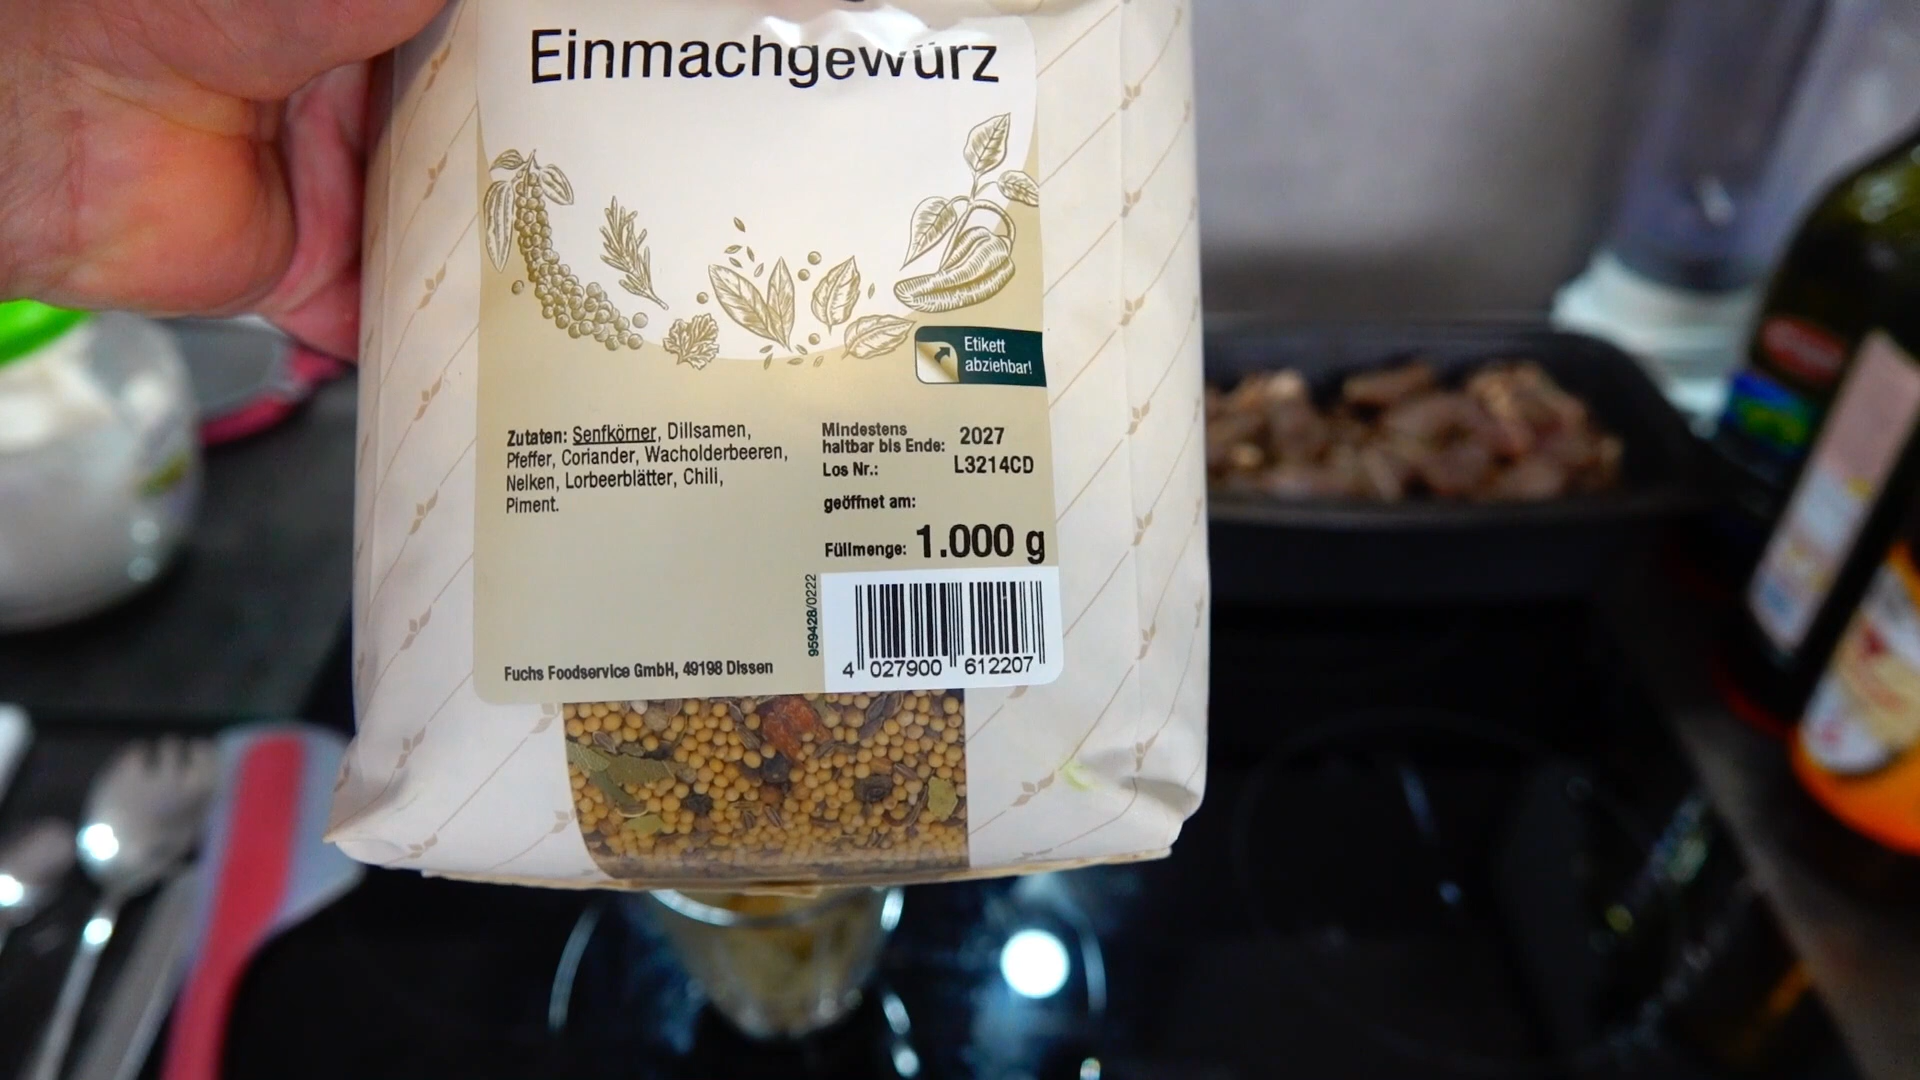 Einmachgewürz
Etikett
abziehbar!
Zutaten: Senfkörner, Dillsamen,
Pfeffer, Coriander, Wacholderbeeren,
Nelken, Lorbeerblätter, Chili,
Piment.
Mindestens
haltbar bis Ende: 2027
Los Nr.: L3214CD
geöffnet am:
Füllmenge: 1.000 g
959428/0222
4 027900 612207
Fuchs Foodservice GmbH, 49198 Dissen